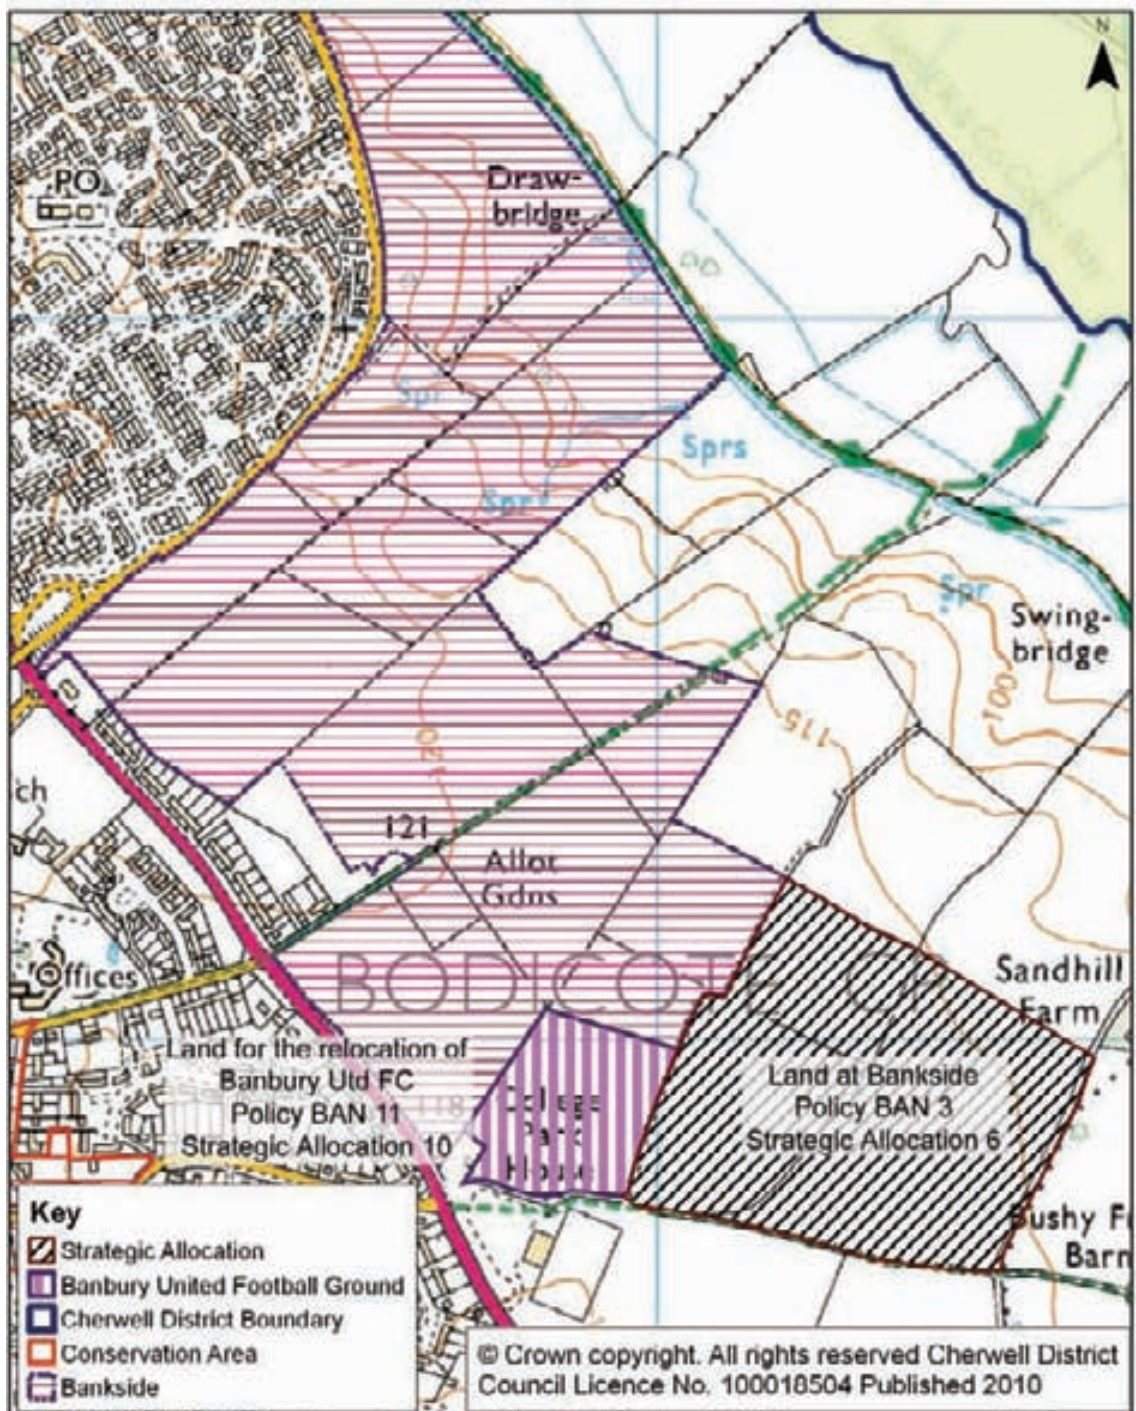 N
PO
Draw-
bridge
Spr
Sprs
Spr
Spr
Swing-
bridge
100
115
120
ch
121
Allot
Gdns
Offices
BODICOTE CP
Sandhill
Farm
Land for the relocation of
Banbury Utd FC
Policy BAN 11
Strategic Allocation 10
118
College
Park
House
Land at Bankside
Policy BAN 3
Strategic Allocation 6
Bushy
Barn
Key
Strategic Allocation
Banbury United Football Ground
Cherwell District Boundary
Conservation Area
Bankside
© Crown copyright. All rights reserved Cherwell District
Council Licence No. 100018504 Published 2010